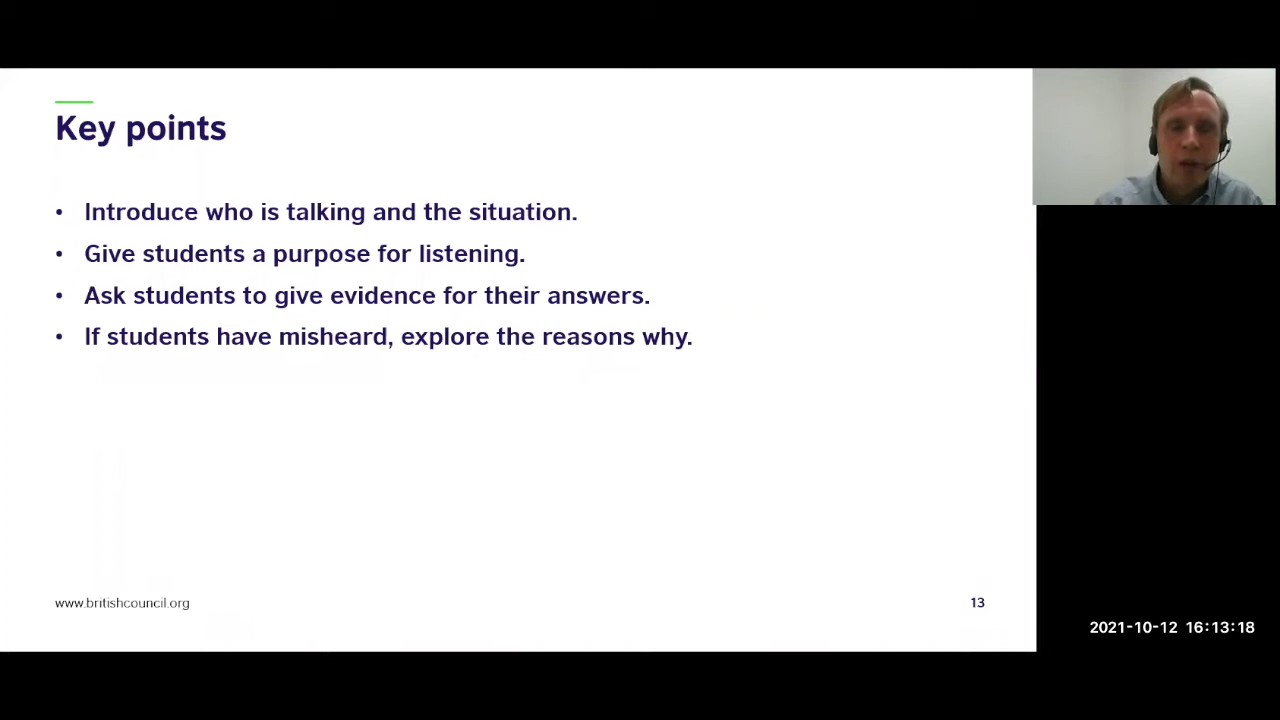 Key points
• Introduce who is talking and the situation.
• Give students a purpose for listening.
• Ask students to give evidence for their answers.
• If students have misheard, explore the reasons why.
www.britishcouncil.org
13
2021-10-12 16:13:18